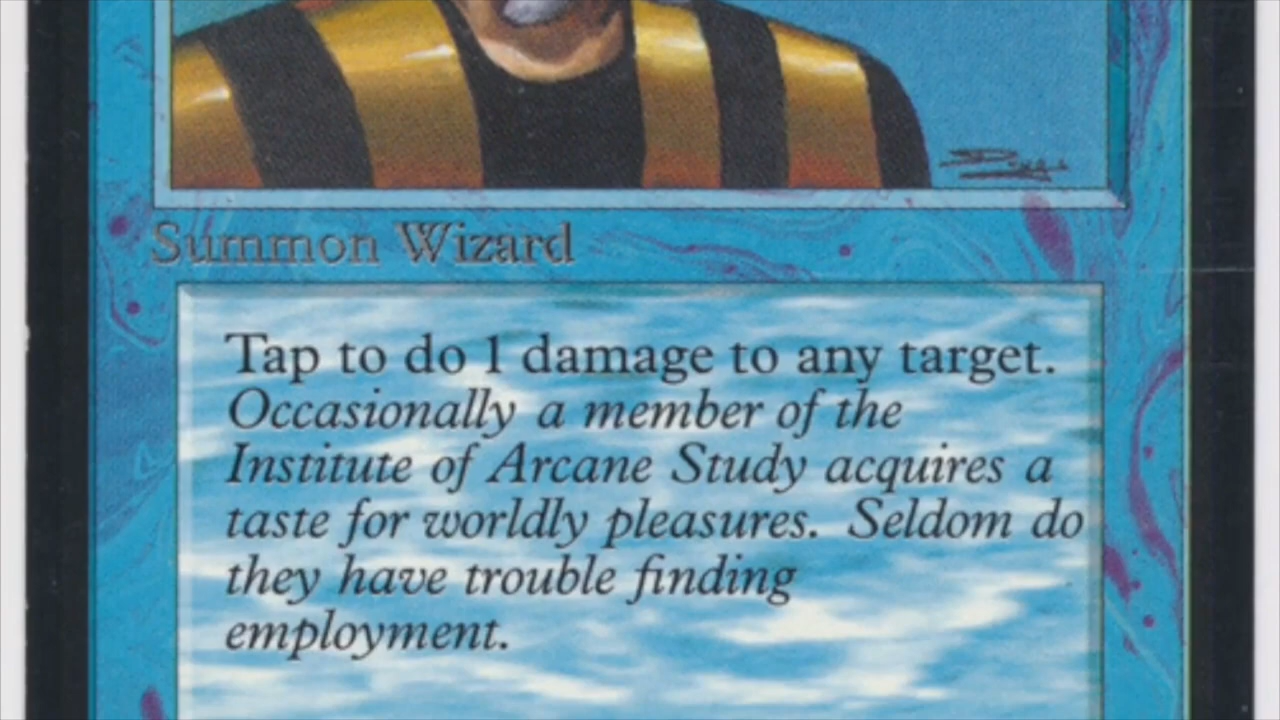 Summon Wizard
Tap to do 1 damage to any target.
Occasionally a member of the
Institute of Arcane Study acquires a
taste for worldly pleasures. Seldom do
they have trouble finding
employment.